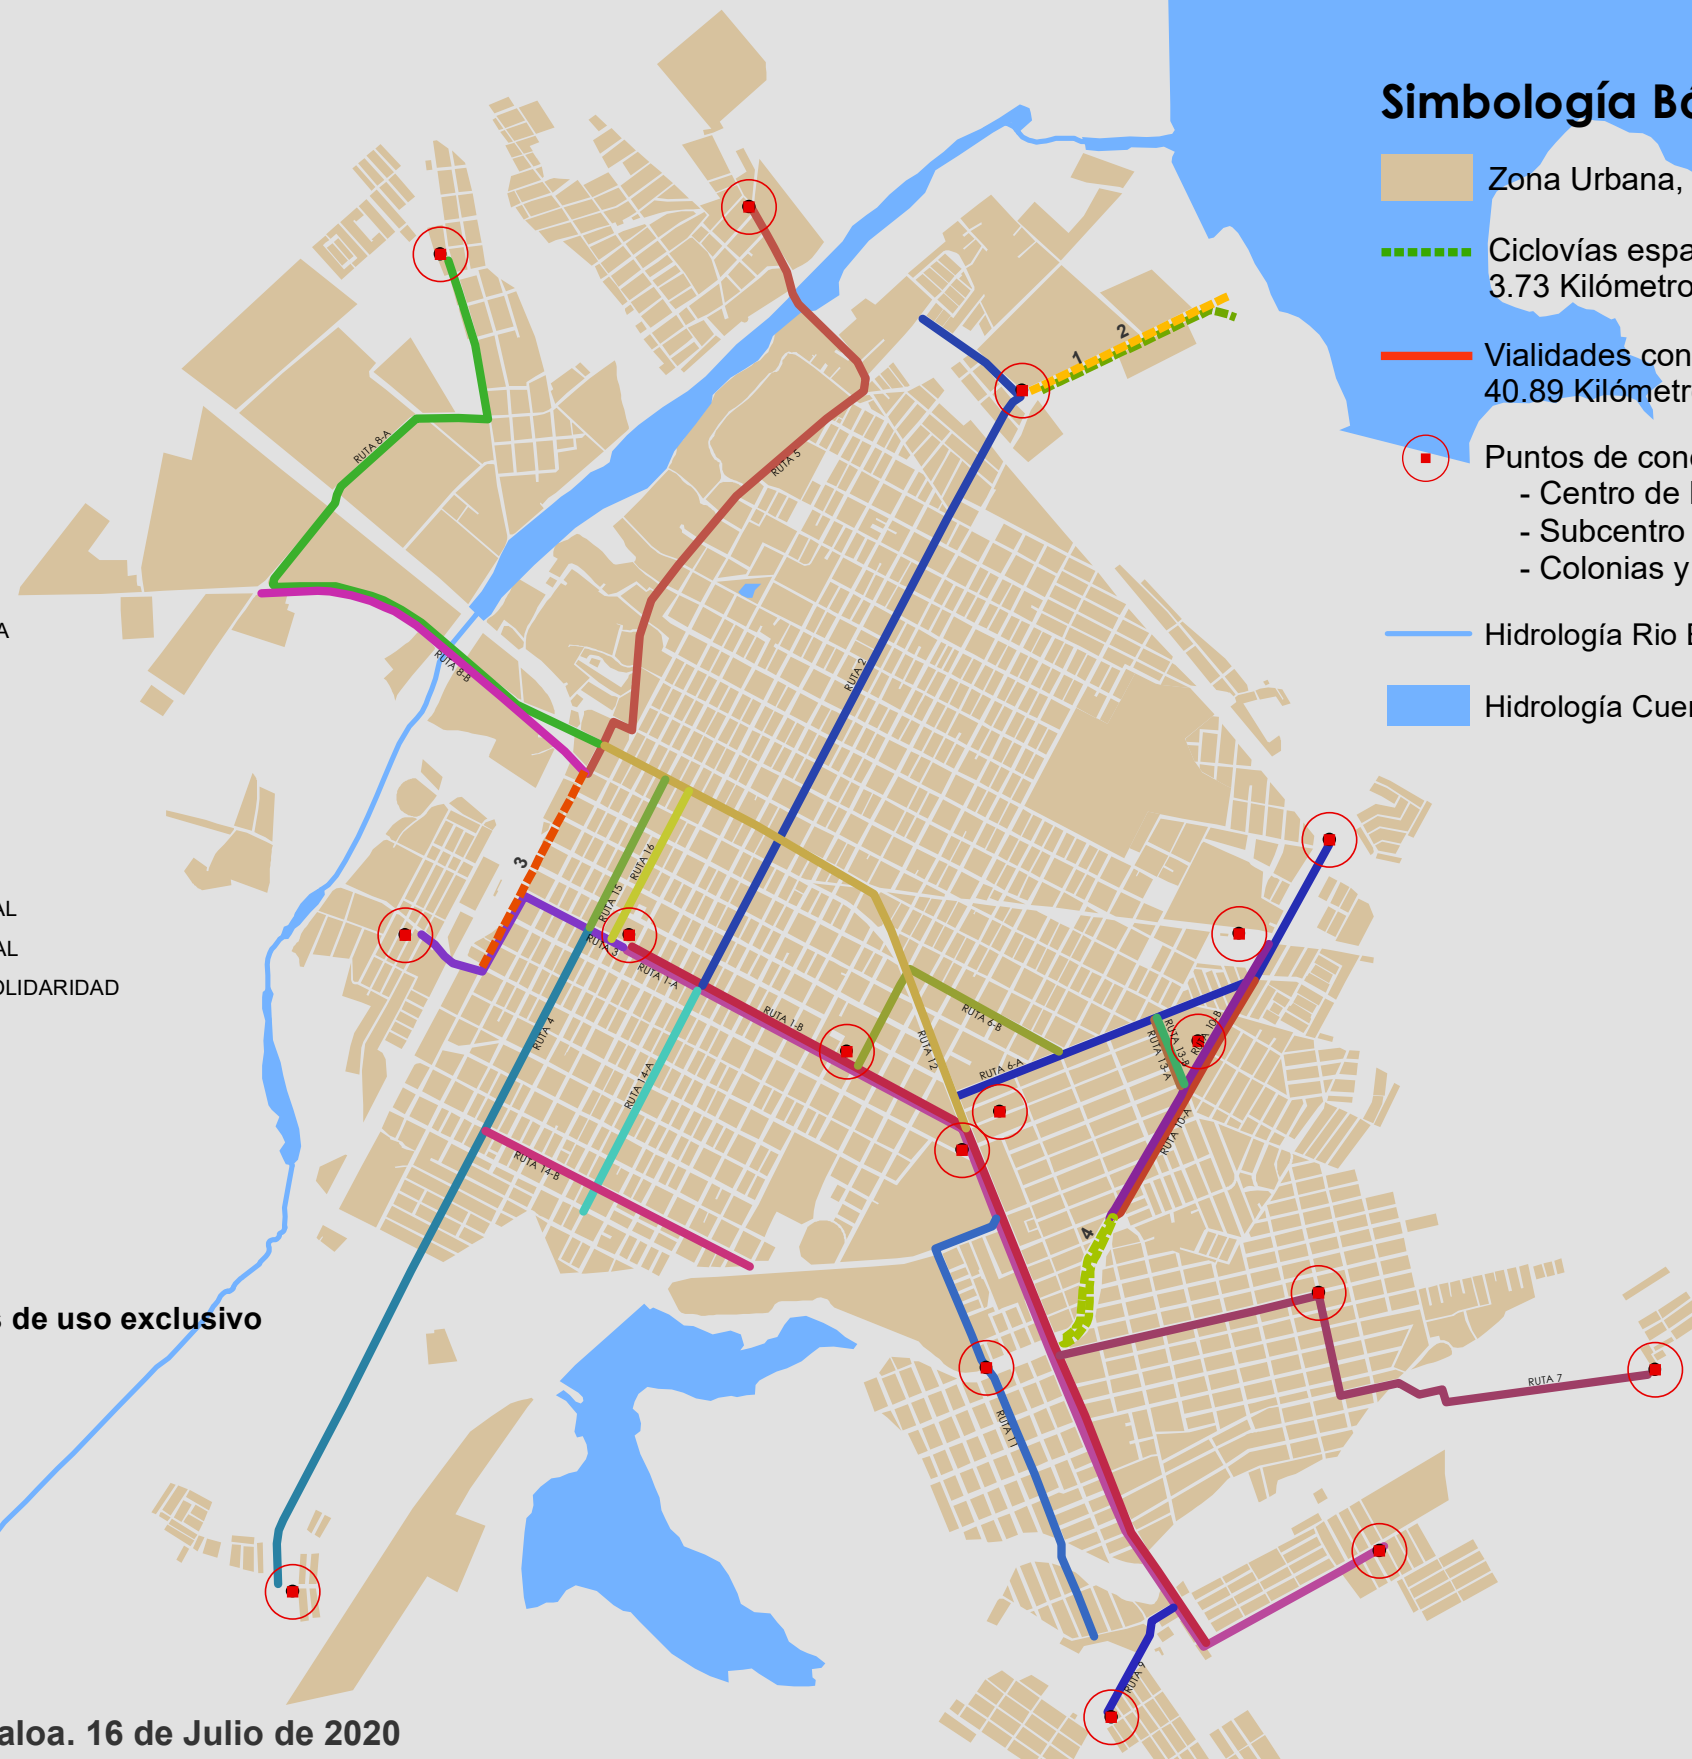 Simbología Bá
Zona Urbana,
Ciclovías espa
3.73 Kilómetro
Vialidades con
40.89 Kilómetr
Puntos de con
- Centro de
- Subcentro
- Colonias y
Hidrología Rio
Hidrología Cue
A
AL
AL
OLIDARIDAD
s de uso exclusivo
aloa. 16 de Julio de 2020
1
2
3
4
RUTA 8-A
RUTA 5
RUTA 8-B
RUTA 2
RUTA 16
RUTA 15
RUTA 3
RUTA 1-A
RUTA 1-B
RUTA 4
RUTA 14-A
RUTA 14-B
RUTA 12
RUTA 6-B
RUTA 6-A
RUTA 13-A
RUTA 13-B
RUTA 10-B
RUTA 10-A
RUTA 7
RUTA 11
RUTA 9